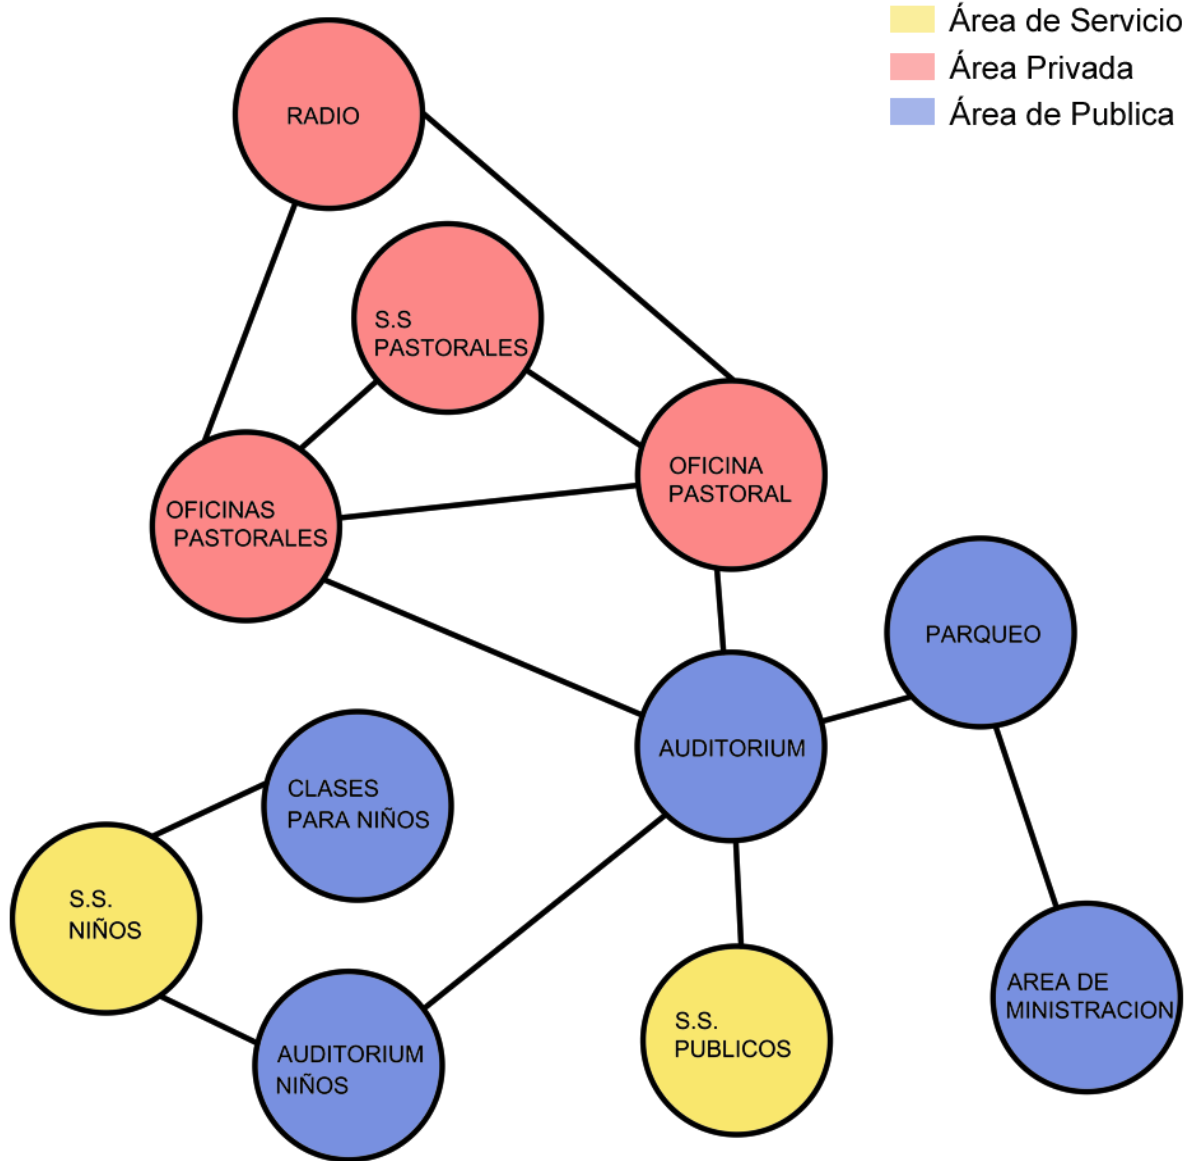 Área de Servicio
Área Privada
Área de Publica
RADIO
S.S
PASTORALES
OFICINA
PASTORAL
OFICINAS
PASTORALES
PARQUEO
AUDITORIUM
CLASES
PARA NIÑOS
S.S.
NIÑOS
AREA DE
MINISTRACION
S.S.
PUBLICOS
AUDITORIUM
NIÑOS